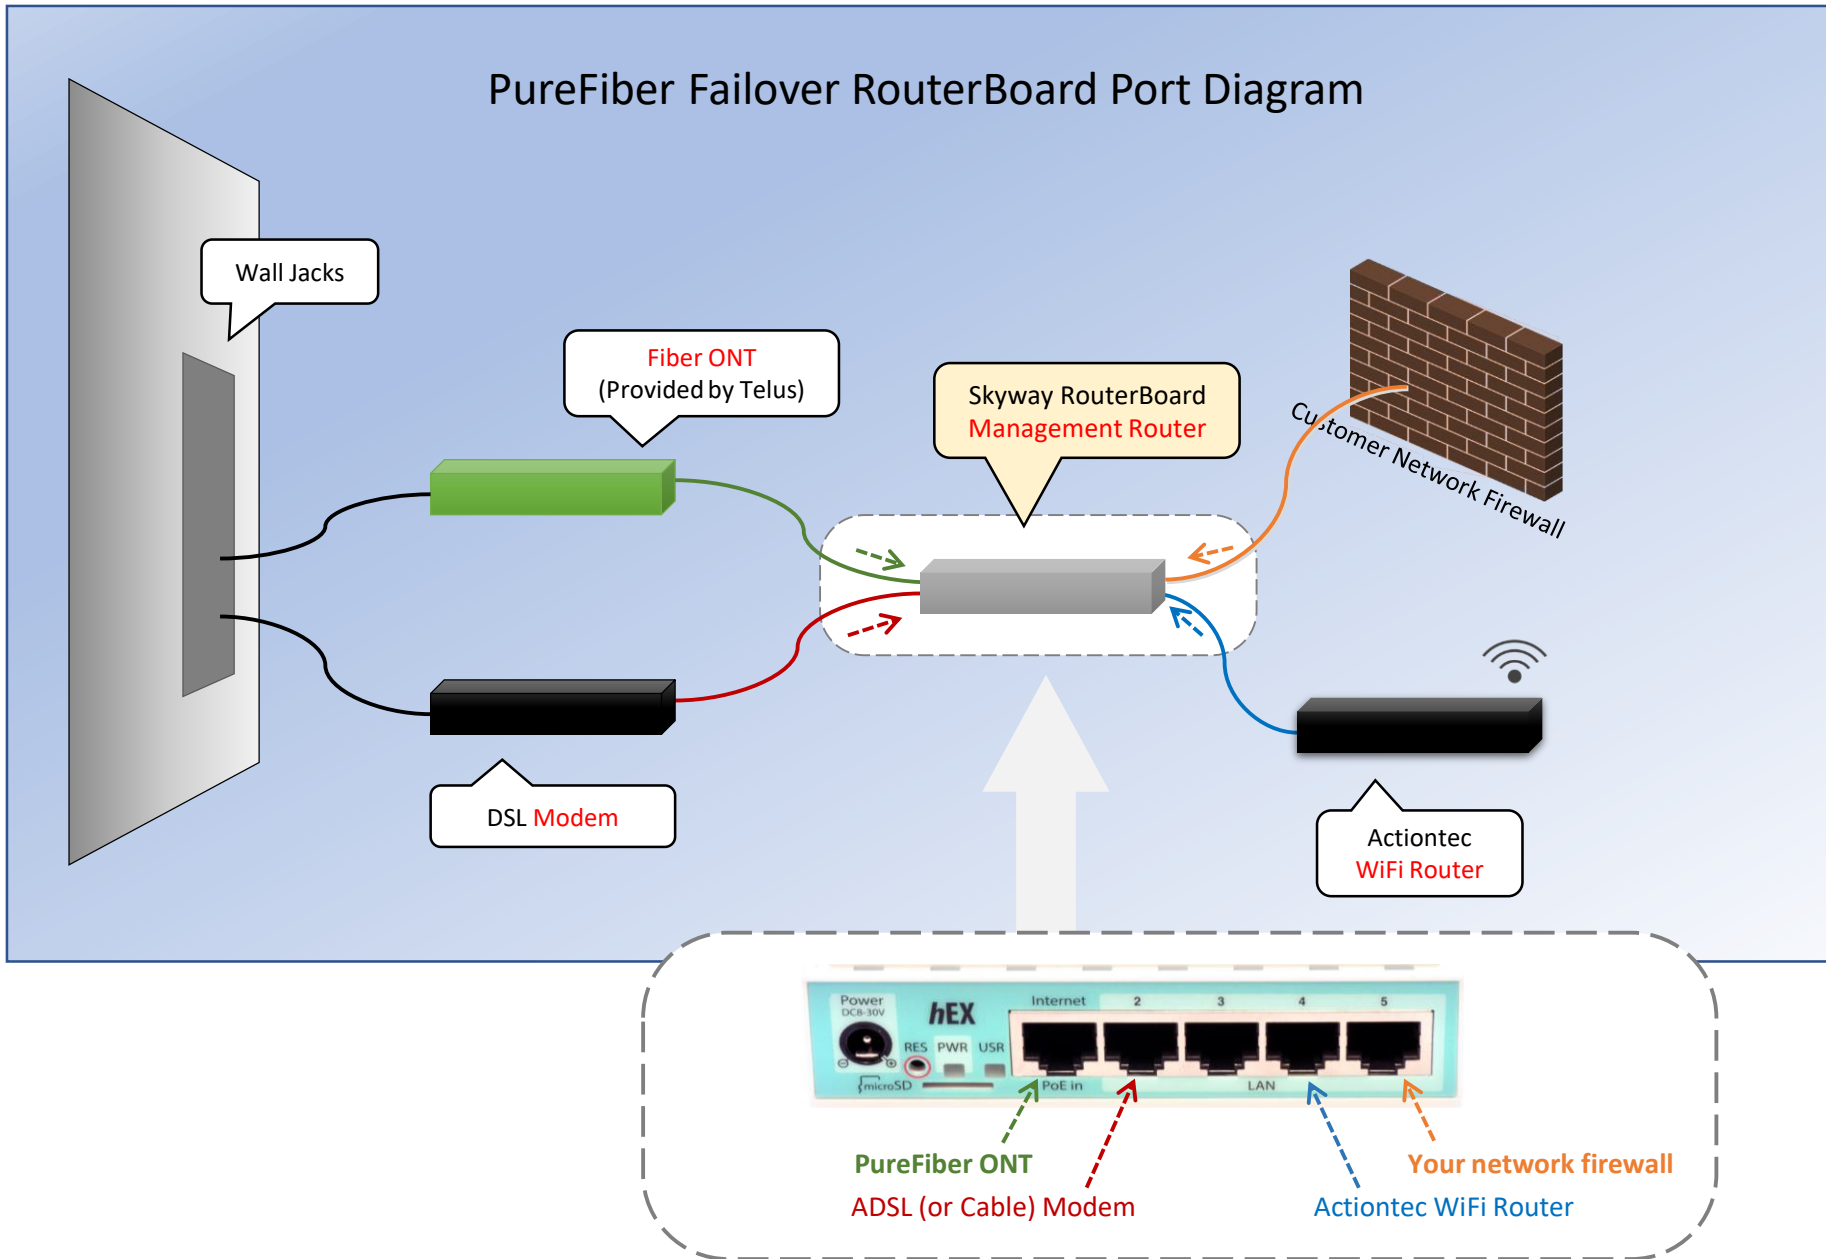 PureFiber Failover RouterBoard Port Diagram
Wall Jacks
Fiber ONT
(Provided by Telus)
Skyway RouterBoard
Management Router
Customer Network Firewall
DSL Modem
Actiontec
WiFi Router
Power
DC8-30V
hEX
RES
PWR
USR
microSD
Internet
2
3
4
5
PoE in
LAN
PureFiber ONT
Your network firewall
ADSL (or Cable) Modem
Actiontec WiFi Router